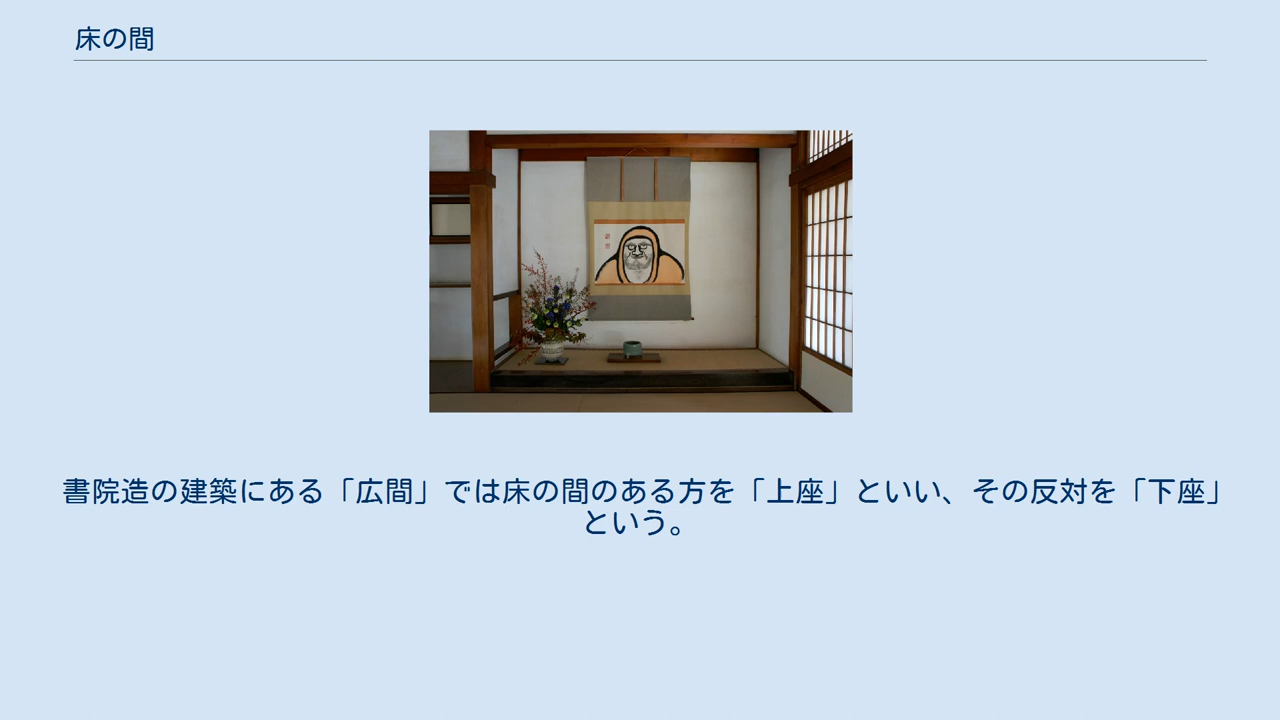 床の間
書院造の建築にある「広間」では床の間のある方を「上座」といい、その反対を「下座」
という。